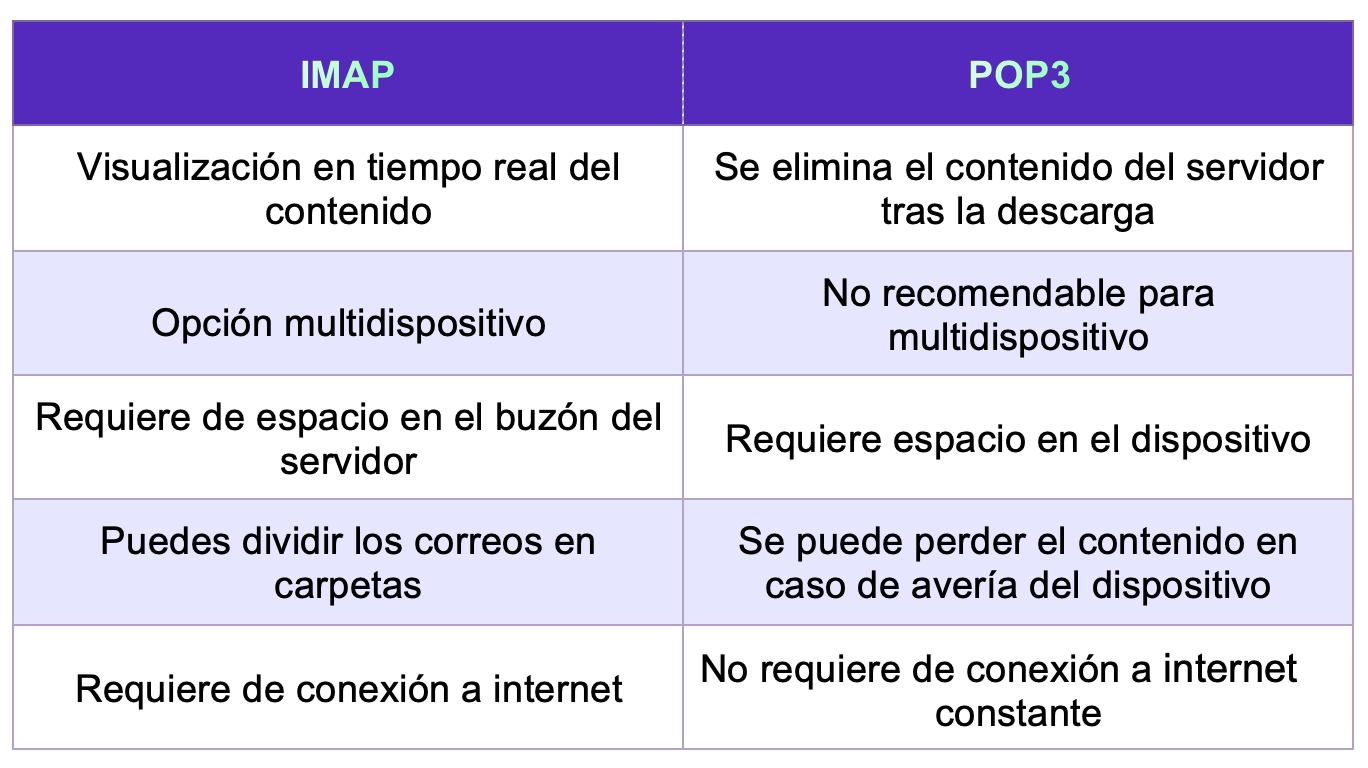 IMAP
POP3
Visualización en tiempo real del
contenido
Se elimina el contenido del servidor
tras la descarga
Opción multidispositivo
No recomendable para
multidispositivo
Requiere de espacio en el buzón del
servidor
Requiere espacio en el dispositivo
Puedes dividir los correos en
carpetas
Se puede perder el contenido en
caso de avería del dispositivo
Requiere de conexión a internet
No requiere de conexión a internet
constante